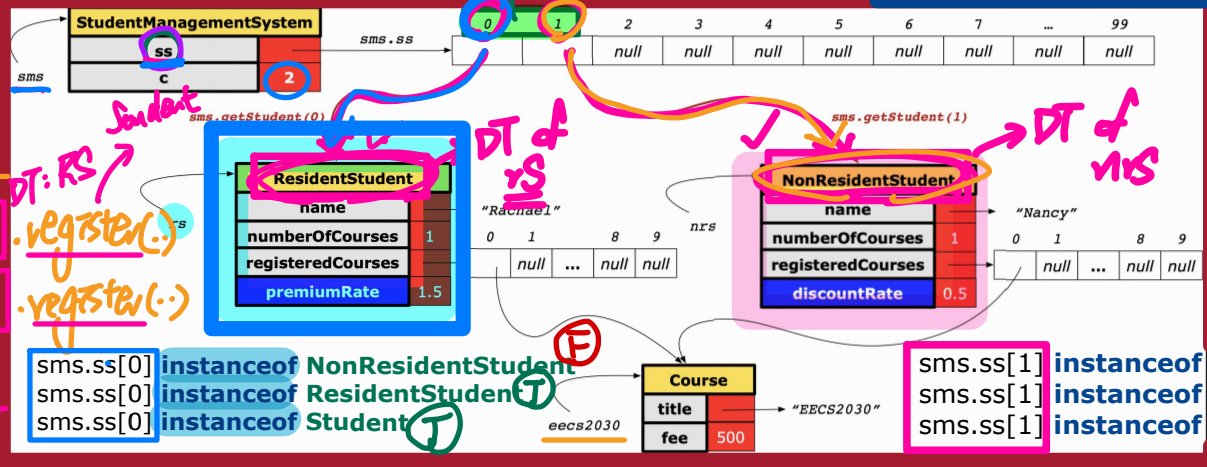 StudentManagementSystem
ss
c 2
sms
sms.ss
0 1 2 3 4 5 6 7 ... 99
null null null null null null null null
Student
sms.getStudent(0)
sms.getStudent(1)
DT: RS
DT of
rs
DT of
nrs
.register(..)
.register(..)
rs
ResidentStudent
name
numberOfCourses 1
registeredCourses
premiumRate 1.5
"Rachael"
0 1 8 9
null ... null null
nrs
NonResidentStudent
name
numberOfCourses 1
registeredCourses
discountRate 0.5
"Nancy"
0 1 8 9
null ... null null
sms.ss[0] instanceof NonResidentStudent F
sms.ss[0] instanceof ResidentStudent T
sms.ss[0] instanceof Student T
eecs2030
Course
title
fee 500
"EECS2030"
sms.ss[1] instanceof
sms.ss[1] instanceof
sms.ss[1] instanceof